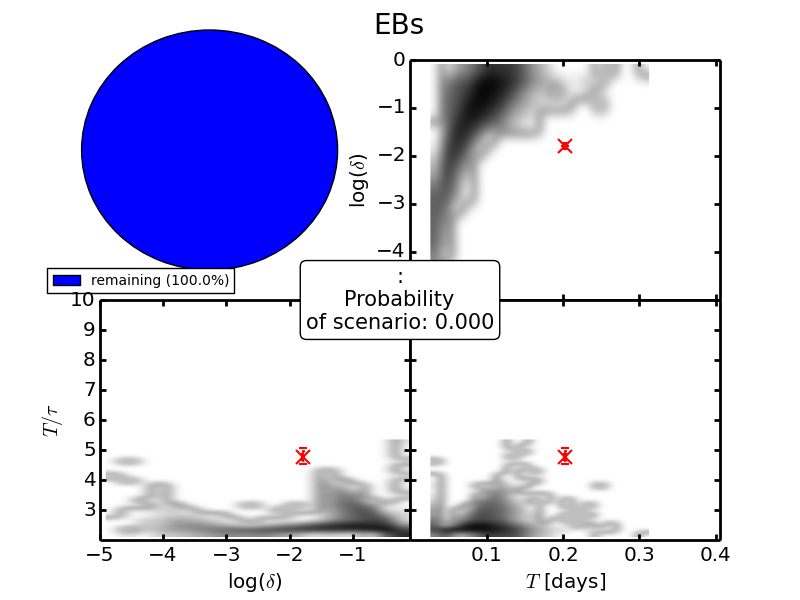 EBs
0
−1
log(δ)
−2
−3
−4
remaining (100.0%)
:
Probability
of scenario: 0.000
10
9
8
7
6
T/τ
5
4
3
−5 −4 −3 −2 −1
0.1 0.2 0.3 0.4
log(δ)
T [days]